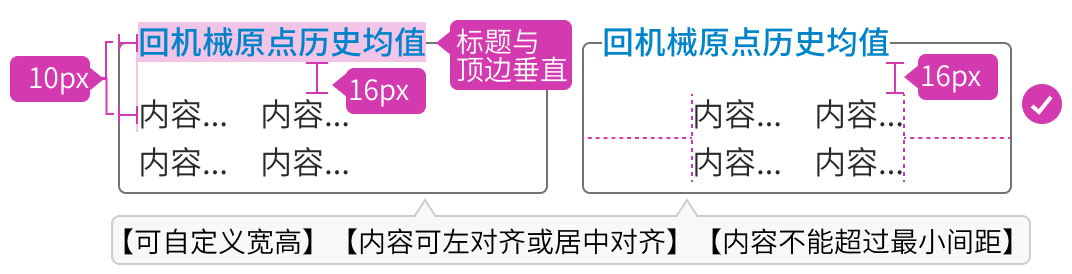 回机械原点历史均值
标题与
顶边垂直
10px
16px
内容... 内容...
内容... 内容...
回机械原点历史均值
16px
内容... 内容...
内容... 内容...
【可自定义宽高】 【内容可左对齐或居中对齐】 【内容不能超过最小间距】